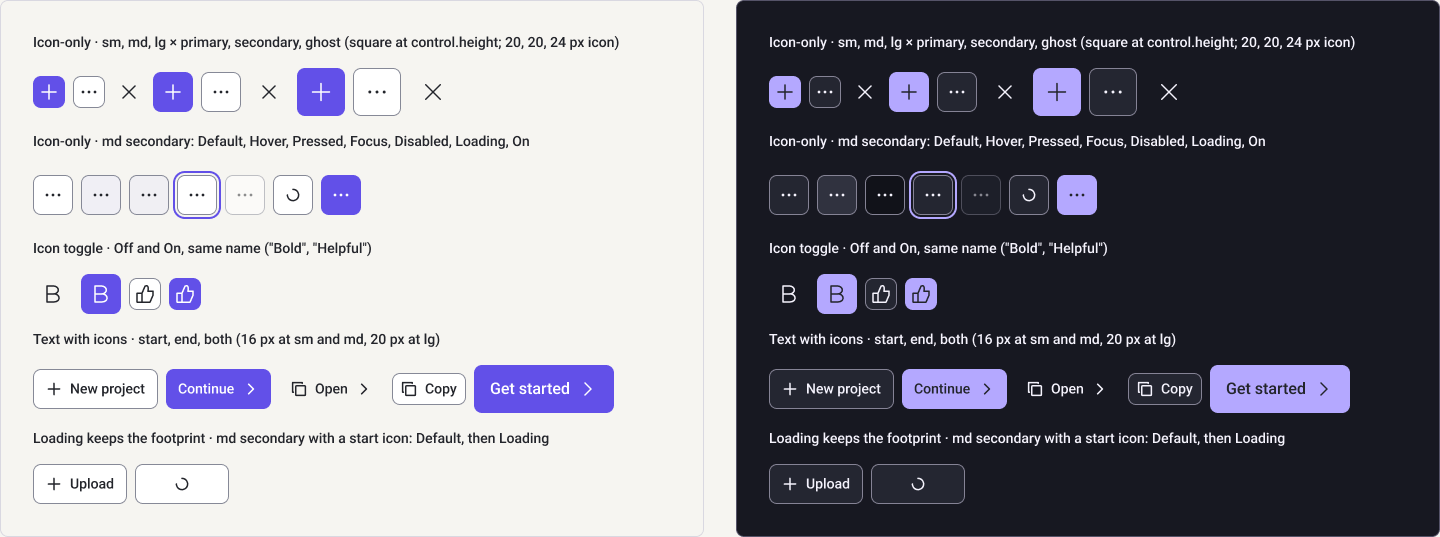 Icon-only · sm, md, lg × primary, secondary, ghost (square at control.height; 20, 20, 24 px icon)
Icon-only · md secondary: Default, Hover, Pressed, Focus, Disabled, Loading, On
Icon toggle · Off and On, same name ("Bold", "Helpful")
B B
Text with icons · start, end, both (16 px at sm and md, 20 px at lg)
New project Continue Open Copy Get started
Loading keeps the footprint · md secondary with a start icon: Default, then Loading
Upload
Icon-only · sm, md, lg × primary, secondary, ghost (square at control.height; 20, 20, 24 px icon)
Icon-only · md secondary: Default, Hover, Pressed, Focus, Disabled, Loading, On
Icon toggle · Off and On, same name ("Bold", "Helpful")
B B
Text with icons · start, end, both (16 px at sm and md, 20 px at lg)
New project Continue Open Copy Get started
Loading keeps the footprint · md secondary with a start icon: Default, then Loading
Upload